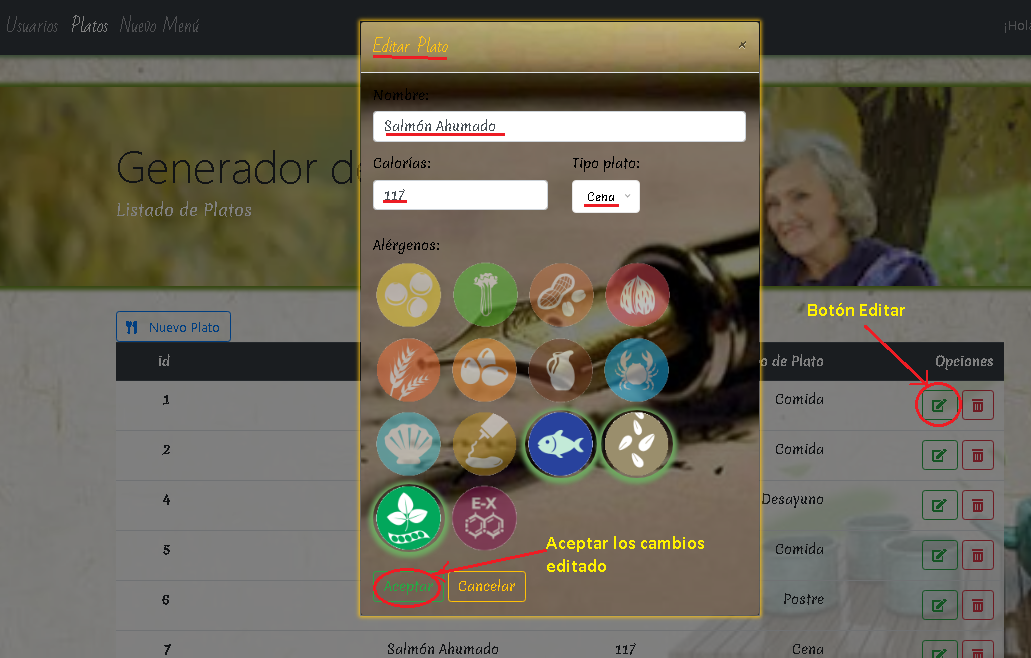 Usuarios Platos Nuevo Menú ¡Hol
Editar Plato ×
Nombre:
Salmón Ahumado
Generador de
Listado de Platos
Calorías: Tipo plato:
117 Cena
Alérgenos:
Botón Editar
Nuevo Plato
id o de Plato Opciones
1 Comida
2 Comida
4 Desayuno
5 Comida
6 Postre
7 Salmón Ahumado 117 Cena
E-X
Aceptar los cambios
editado
Aceptar Cancelar